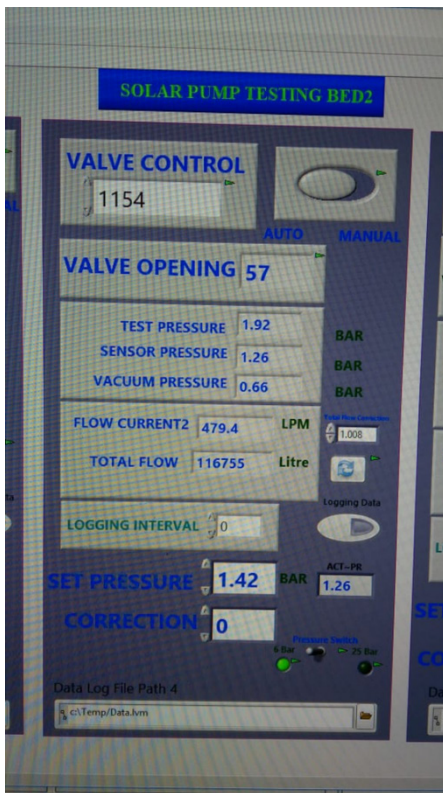 SOLAR PUMP TESTING BED2
VALVE CONTROL
1154
AUTO MANUAL
VALVE OPENING 57
TEST PRESSURE 1.92 BAR
SENSOR PRESSURE 1.26 BAR
VACUUM PRESSURE 0.66 BAR
FLOW CURRENT2 479.4 LPM
Total Flow Correction
1.008
TOTAL FLOW 116755 Litre
Logging Data
LOGGING INTERVAL 0
ACT-PR
SET PRESSURE 1.42 BAR 1.26
CORRECTION 0
Pressure Switch
6 Bar 25 Bar
Data Log File Path 4
c:\Temp/Data.lvm